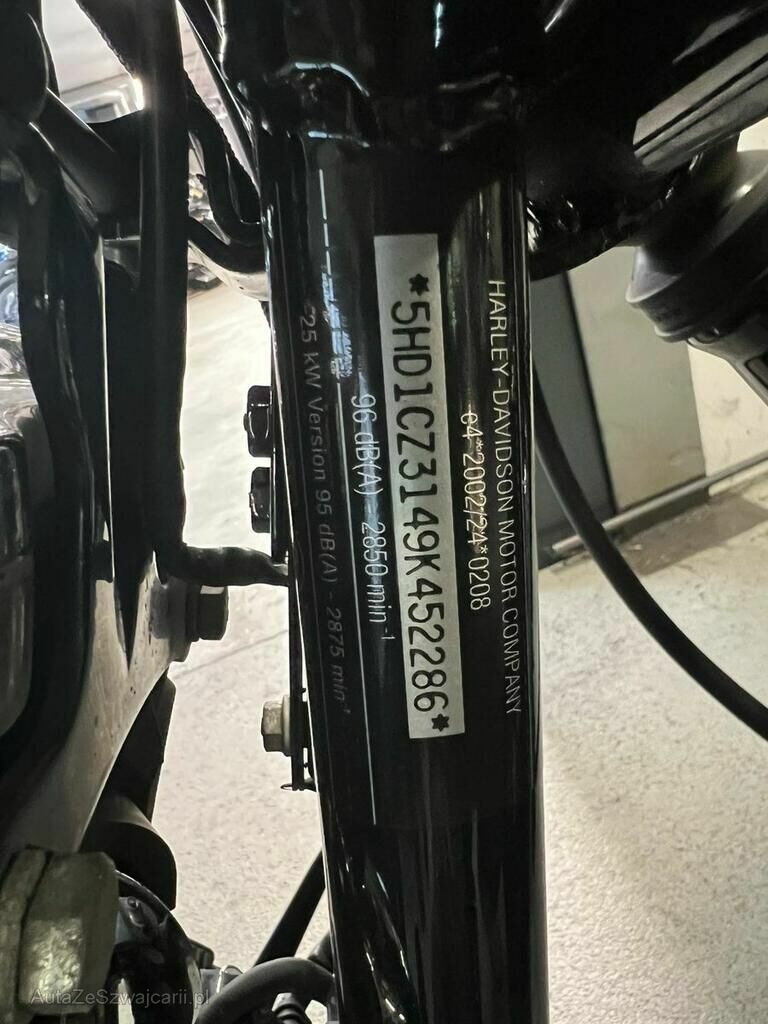 HARLEY-DAVIDSON MOTOR COMPANY
e4*2002/24*0208
*5HD1CZ3149K452286*
96 dB(A) - 2850 min⁻¹
25 kW Version 95 dB(A) - 2875 min⁻¹
AutaZeSzwajcarii.pl